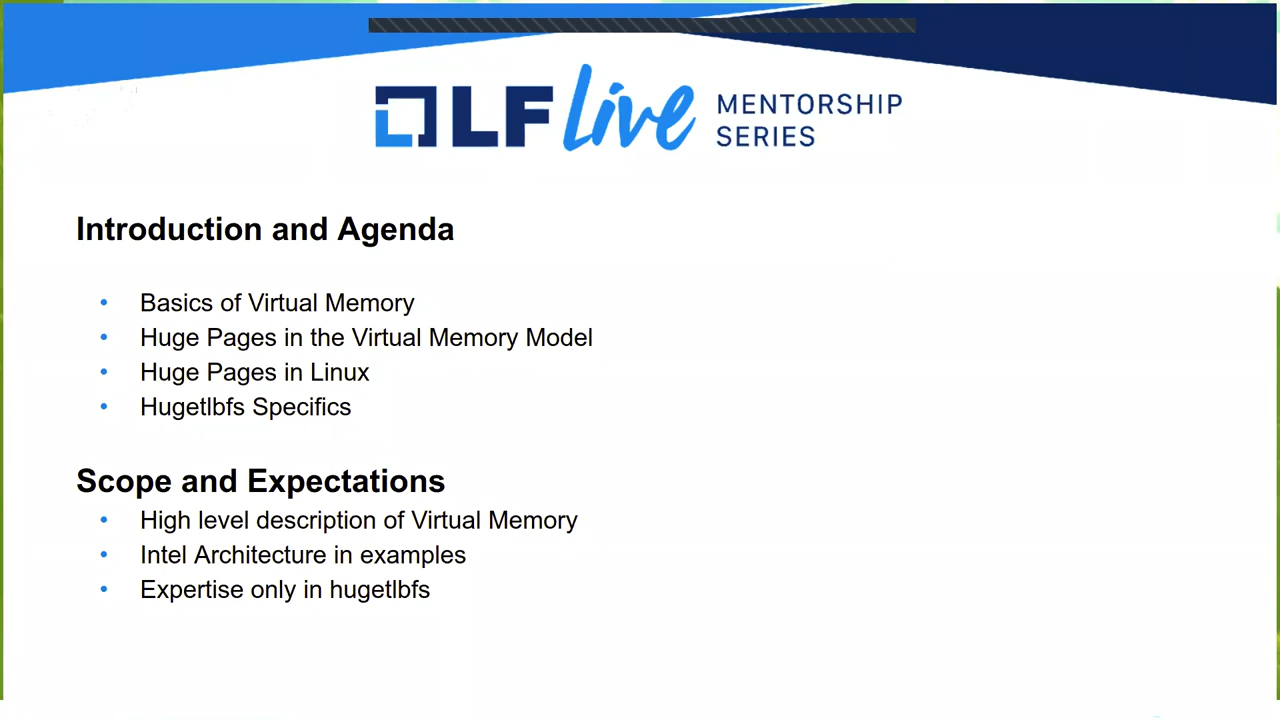 LF Live MENTORSHIP
SERIES
Introduction and Agenda
• Basics of Virtual Memory
• Huge Pages in the Virtual Memory Model
• Huge Pages in Linux
• Hugetlbfs Specifics
Scope and Expectations
• High level description of Virtual Memory
• Intel Architecture in examples
• Expertise only in hugetlbfs